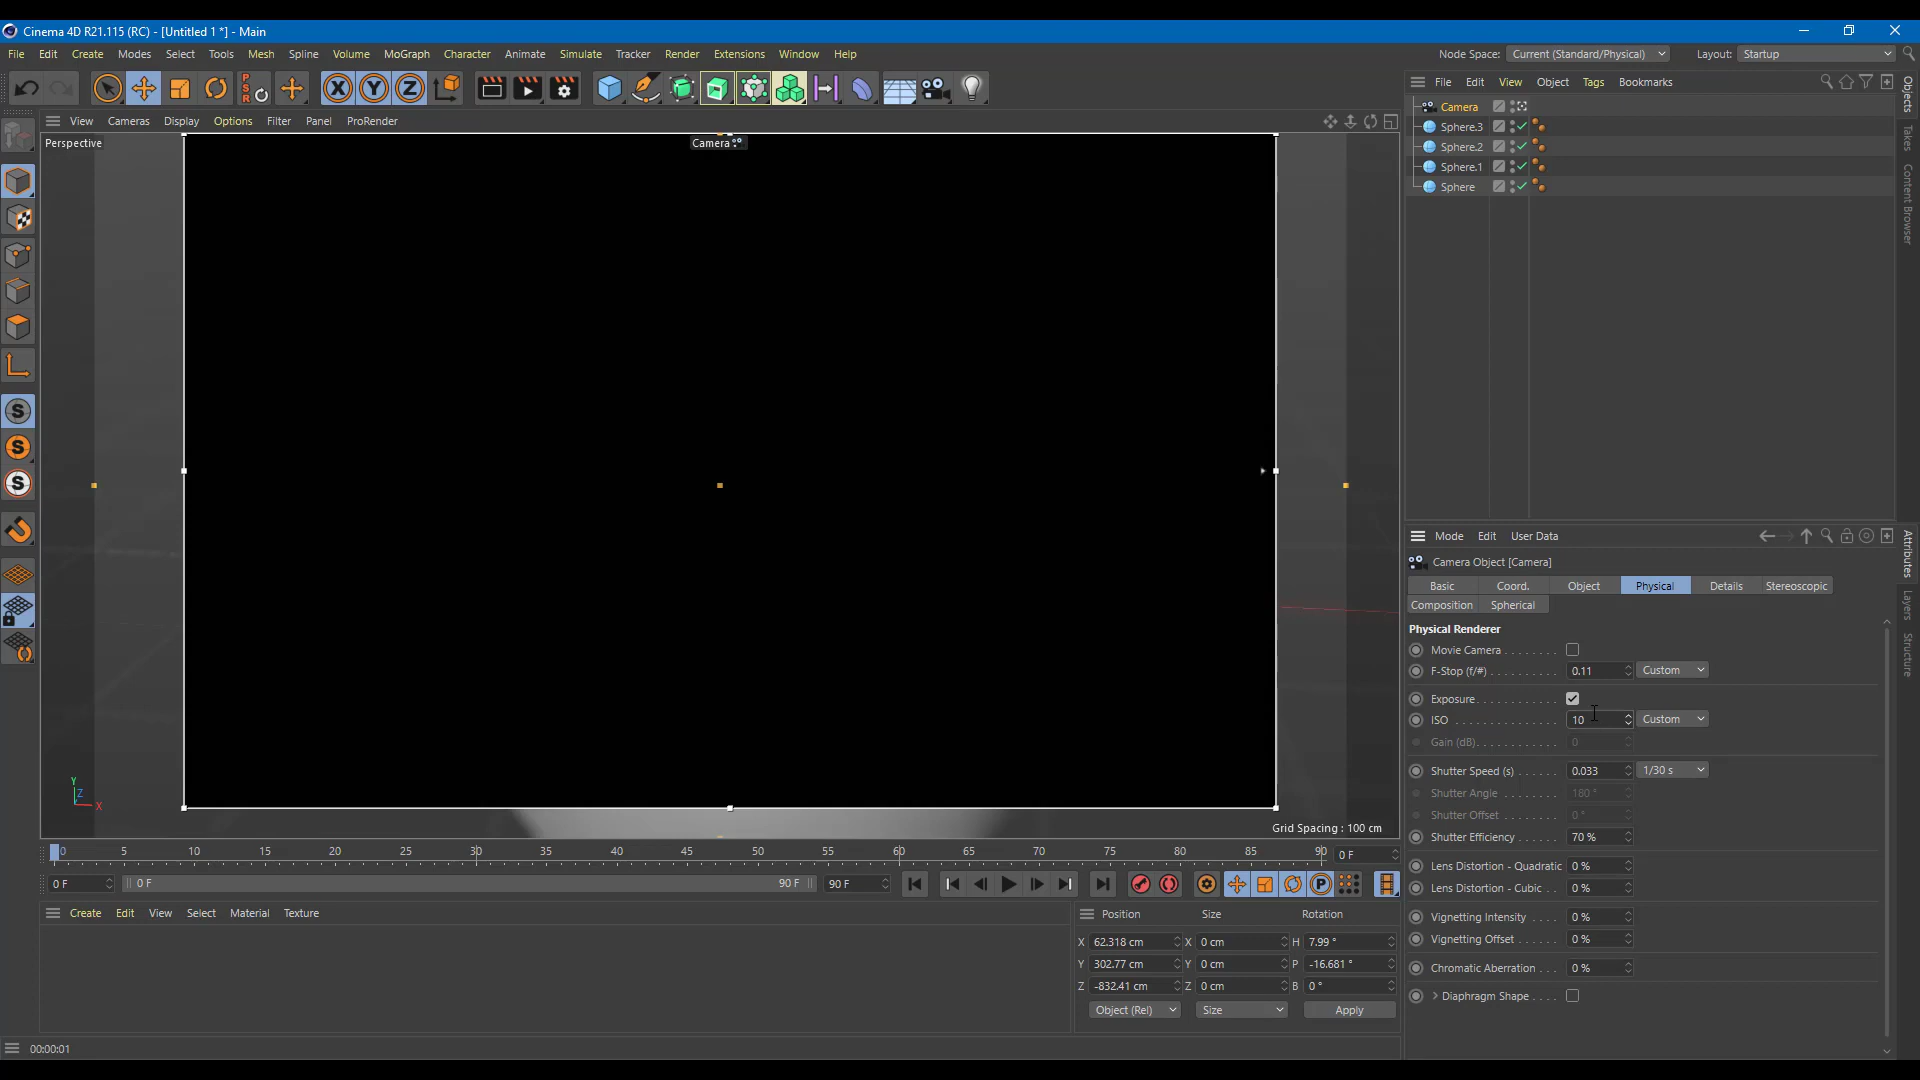 Cinema 4D R21.115 (RC) - [Untitled 1 *] - Main
File Edit Create Modes Select Tools Mesh Spline Volume MoGraph Character Animate Simulate Tracker Render Extensions Window Help Node Space: Current (Standard/Physical) Layout: Startup
PSR
X Y Z
View Cameras Display Options Filter Panel ProRender
Perspective
Camera
Y
Z
X
Grid Spacing : 100 cm
S
S
S
0 5 10 15 20 25 30 35 40 45 50 55 60 65 70 75 80 85 90 0 F
0 F 0 F 90 F 90 F
P
Create Edit View Select Material Texture
Position Size Rotation
X 62.318 cm X 0 cm H 7.99 °
Y 302.77 cm Y 0 cm P -16.681 °
Z -832.41 cm Z 0 cm B 0 °
Object (Rel) Size Apply
00:00:01
File Edit View Object Tags Bookmarks
Camera
Sphere.3
Sphere.2
Sphere.1
Sphere
Objects
Takes
Content Browser
Mode Edit User Data
Camera Object [Camera]
Basic Coord. Object Physical Details Stereoscopic
Composition Spherical
Physical Renderer
Movie Camera . . . . . . . .
F-Stop (f/#) . . . . . . . . . . 0.11 Custom
Exposure. . . . . . . . . . . .
ISO . . . . . . . . . . . . . . . 10 Custom
Gain (dB). . . . . . . . . . . . 0
Shutter Speed (s) . . . . . . 0.033 1/30 s
Shutter Angle . . . . . . . . . 180 °
Shutter Offset . . . . . . . . . 0 °
Shutter Efficiency . . . . . . 70 %
Lens Distortion - Quadratic 0 %
Lens Distortion - Cubic . . 0 %
Vignetting Intensity . . . . 0 %
Vignetting Offset . . . . . . 0 %
Chromatic Aberration . . . 0 %
Diaphragm Shape . . . .
Attributes
Layers
Structure